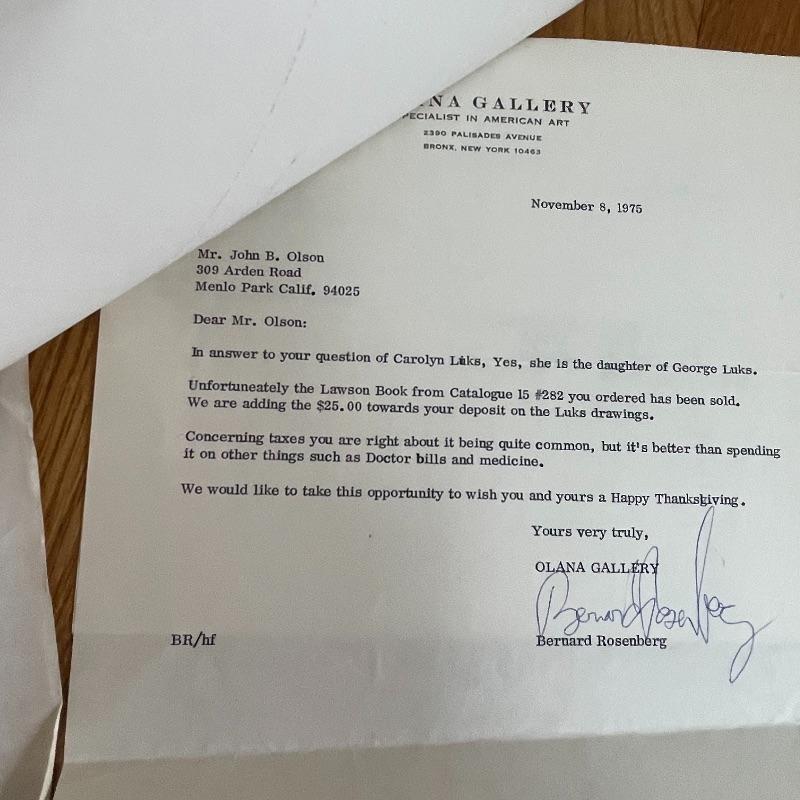 NA GALLERY
PECIALIST IN AMERICAN ART
2390 PALISADES AVENUE
BRONX, NEW YORK 10463
November 8, 1975
Mr. John B. Olson
309 Arden Road
Menlo Park Calif. 94025
Dear Mr. Olson:
In answer to your question of Carolyn Luks, Yes, she is the daughter of George Luks.
Unfortuneately the Lawson Book from Catalogue 15 #282 you ordered has been sold.
We are adding the $25.00 towards your deposit on the Luks drawings.
Concerning taxes you are right about it being quite common, but it's better than spending
it on other things such as Doctor bills and medicine.
We would like to take this opportunity to wish you and yours a Happy Thanksgiving.
Yours very truly,
OLANA GALLERY
Bernard Rosenberg
Bernard Rosenberg
BR/hf